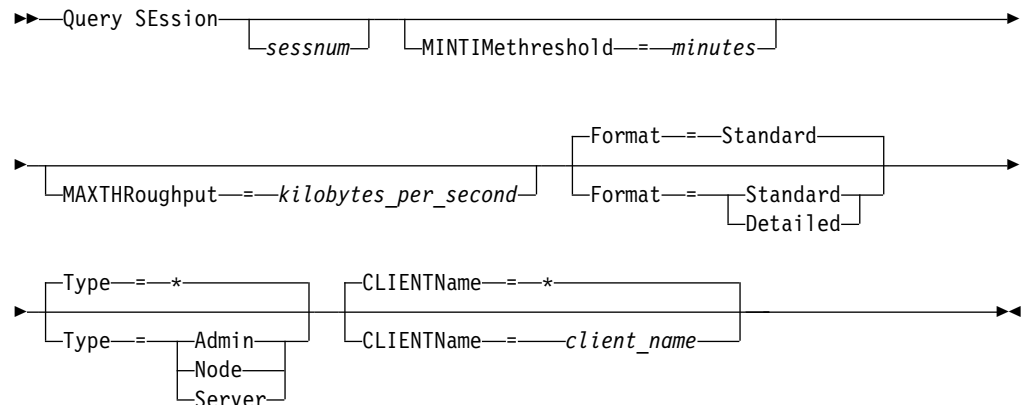 Query SEssion
sessnum
MINTIMethreshold = minutes
Format = Standard
MAXTHRoughput = kilobytes_per_second
Format = Standard
Detailed
Type = *
CLIENTName = *
Type = Admin
CLIENTName = client_name
Node
Server